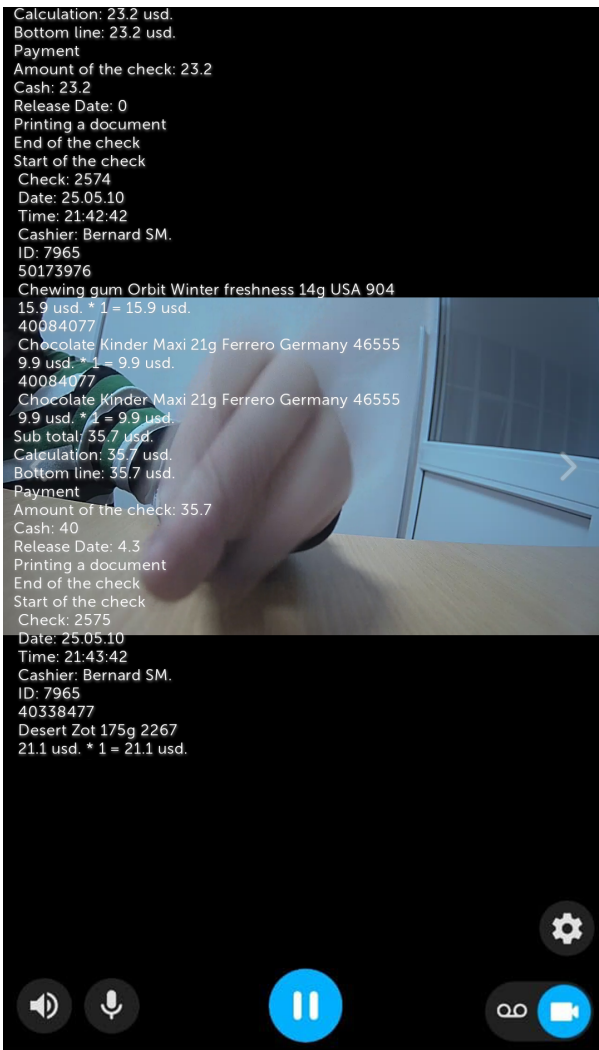 Calculation: 23.2 usd.
Bottom line: 23.2 usd.
Payment
Amount of the check: 23.2
Cash: 23.2
Release Date: 0
Printing a document
End of the check
Start of the check
Check: 2574
Date: 25.05.10
Time: 21:42:42
Cashier: Bernard SM.
ID: 7965
50173976
Chewing gum Orbit Winter freshness 14g USA 904
15.9 usd. * 1 = 15.9 usd.
40084077
Chocolate Kinder Maxi 21g Ferrero Germany 46555
9.9 usd. * 1 = 9.9 usd.
40084077
Chocolate Kinder Maxi 21g Ferrero Germany 46555
9.9 usd. * 1 = 9.9 usd.
Sub total: 35.7 usd.
Calculation: 35.7 usd.
Bottom line: 35.7 usd.
Payment
Amount of the check: 35.7
Cash: 40
Release Date: 4.3
Printing a document
End of the check
Start of the check
Check: 2575
Date: 25.05.10
Time: 21:43:42
Cashier: Bernard SM.
ID: 7965
40338477
Desert Zot 175g 2267
21.1 usd. * 1 = 21.1 usd.